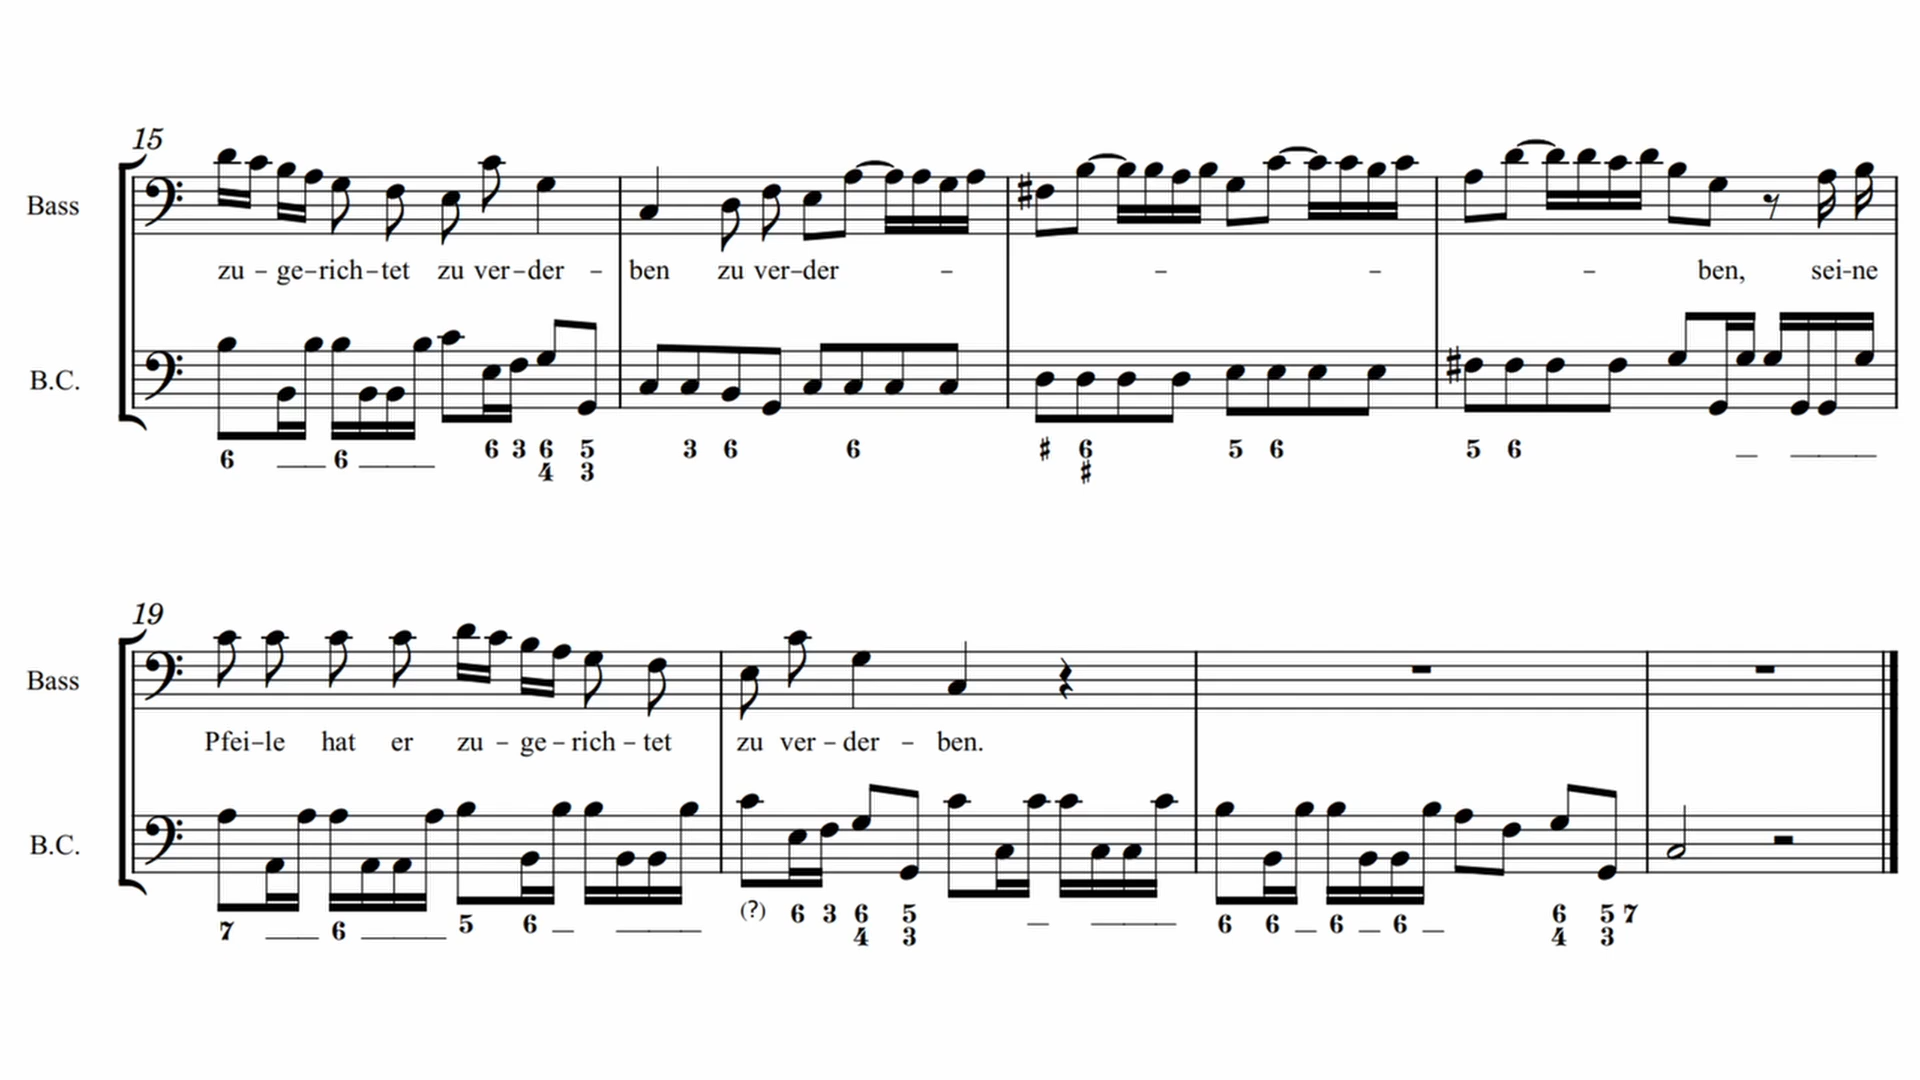 15
Bass
zu – ge–rich–tet zu ver–der – ben zu ver–der – – – – ben, sei–ne
B.C.
6 6 6 3 6 5 3 6 6 ♯ 6 5 6 5 6
4 3 ♯
19
Bass
Pfei–le hat er zu – ge – rich – tet zu ver – der – ben.
B.C.
7 6 5 6 (?) 6 3 6 5 6 6 6 6 6 5 7
4 3 4 3